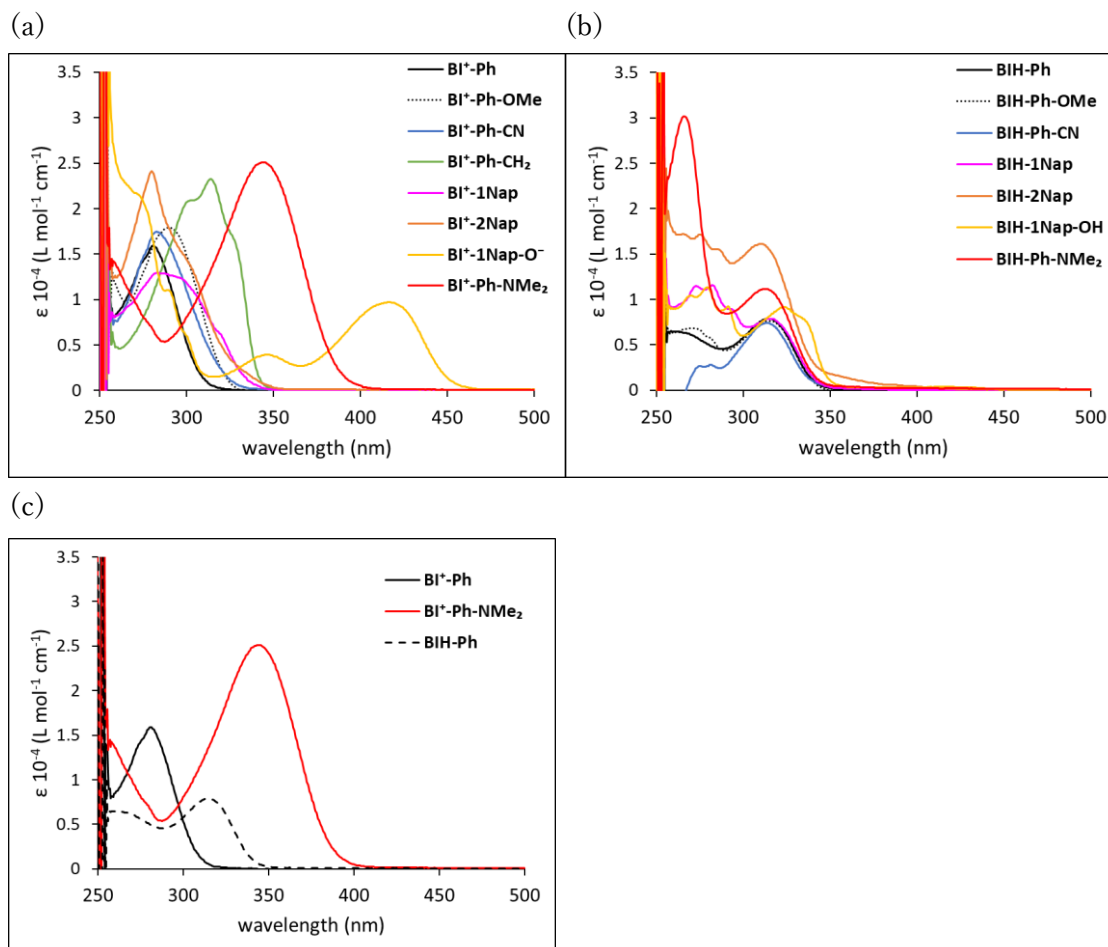 (a)
3.5
3
2.5
2
1.5
1
0.5
0
ε 10⁻⁴ (L mol⁻¹ cm⁻¹)
250 300 350 400 450 500
wavelength (nm)
BI⁺-Ph
BI⁺-Ph-OMe
BI⁺-Ph-CN
BI⁺-Ph-CH₂
BI⁺-1Nap
BI⁺-2Nap
BI⁺-1Nap-O⁻
BI⁺-Ph-NMe₂
(b)
3.5
3
2.5
2
1.5
1
0.5
0
ε 10⁻⁴ (L mol⁻¹ cm⁻¹)
250 300 350 400 450 500
wavelength (nm)
BIH-Ph
BIH-Ph-OMe
BIH-Ph-CN
BIH-1Nap
BIH-2Nap
BIH-1Nap-OH
BIH-Ph-NMe₂
(c)
3.5
3
2.5
2
1.5
1
0.5
0
ε 10⁻⁴ (L mol⁻¹ cm⁻¹)
250 300 350 400 450 500
wavelength (nm)
BI⁺-Ph
BI⁺-Ph-NMe₂
BIH-Ph